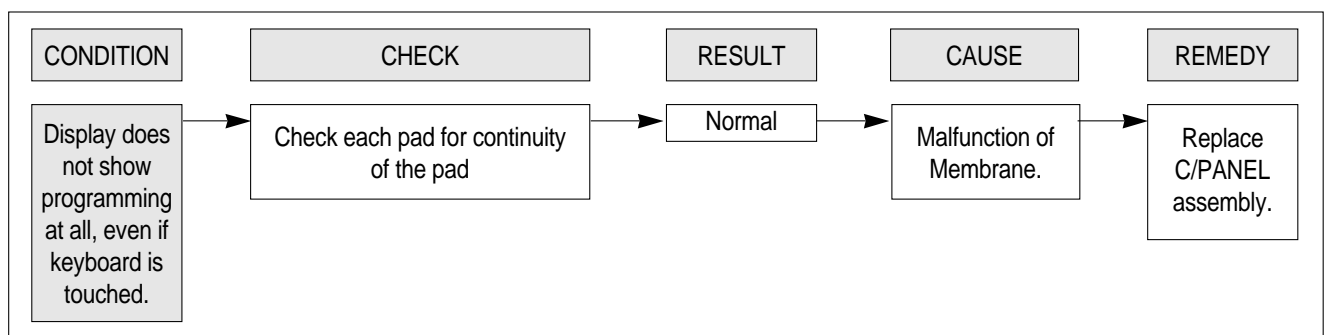 CONDITION
CHECK
RESULT
CAUSE
REMEDY
Display does
not show
programming
at all, even if
keyboard is
touched.
Check each pad for continuity
of the pad
Normal
Malfunction of
Membrane.
Replace
C/PANEL
assembly.